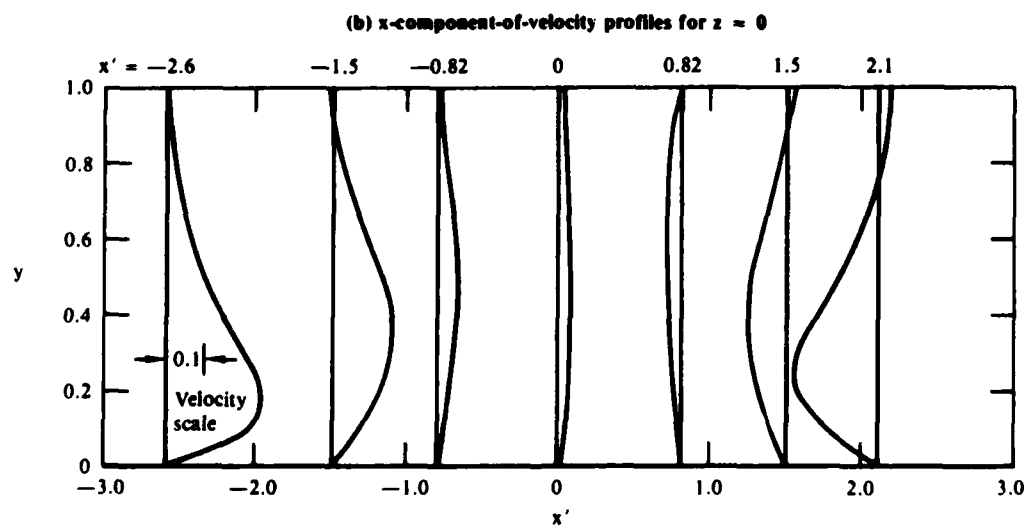 (b) x-component-of-velocity profiles for z ≈ 0
x′ = −2.6 −1.5 −0.82 0 0.82 1.5 2.1
1.0
0.8
0.6
y
0.4
0.1
0.2
Velocity
scale
0
−3.0 −2.0 −1.0 0 1.0 2.0 3.0
x′